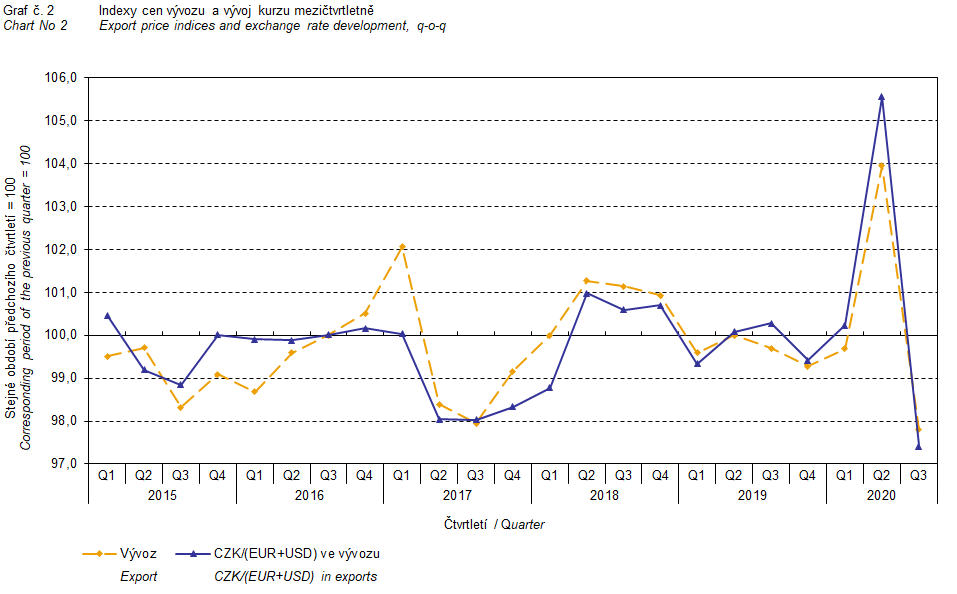 Graf č. 2 Indexy cen vývozu a vývoj kurzu mezičtvrtletně
Chart No 2 Export price indices and exchange rate development, q-o-q
Stejné období předchozího čtvrtletí = 100
Corresponding period of the previous quarter = 100
106,0
105,0
104,0
103,0
102,0
101,0
100,0
99,0
98,0
97,0
Q1 Q2 Q3 Q4 Q1 Q2 Q3 Q4 Q1 Q2 Q3 Q4 Q1 Q2 Q3 Q4 Q1 Q2 Q3 Q4 Q1 Q2 Q3
2015 2016 2017 2018 2019 2020
Čtvrtletí / Quarter
Vývoz CZK/(EUR+USD) ve vývozu
Export CZK/(EUR+USD) in exports